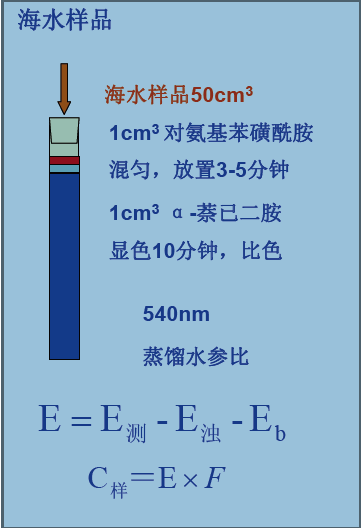 海水样品
海水样品50cm³
1cm³ 对氨基苯磺酰胺
混匀，放置3-5分钟
1cm³ α-萘已二胺
显色10分钟，比色
540nm
蒸馏水参比
E = E测 - E浊 - Eb
C样＝E × F